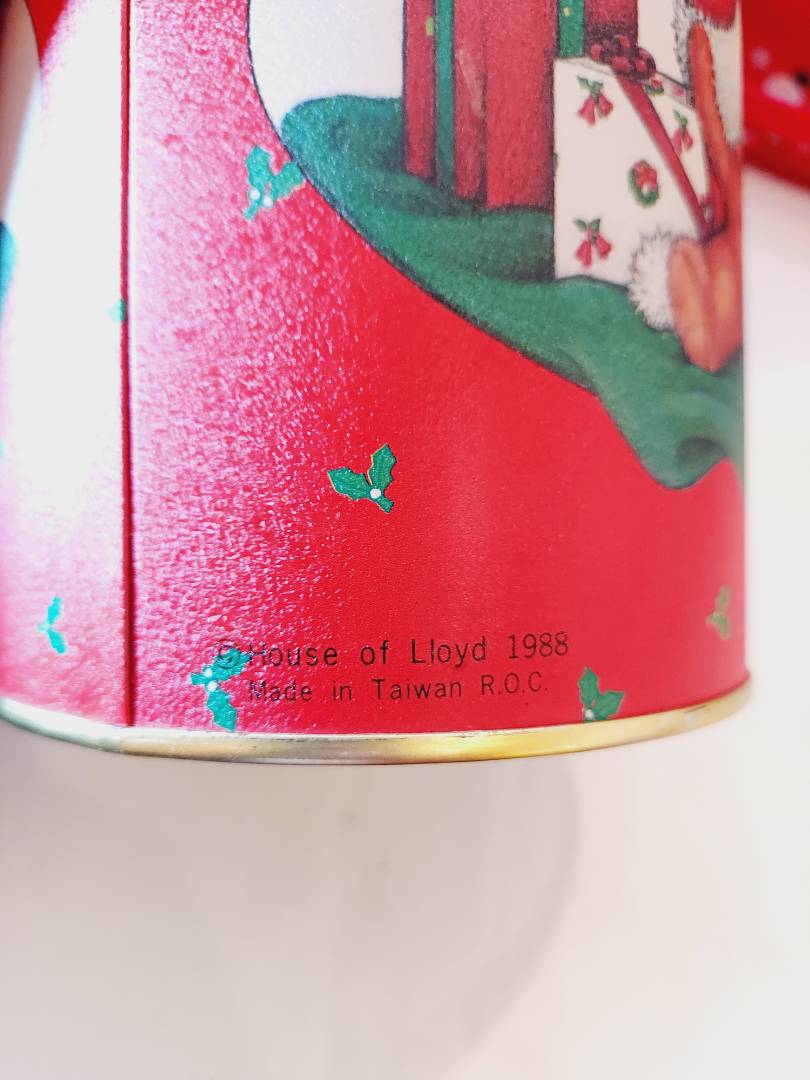 © House of Lloyd 1988
Made in Taiwan R.O.C.